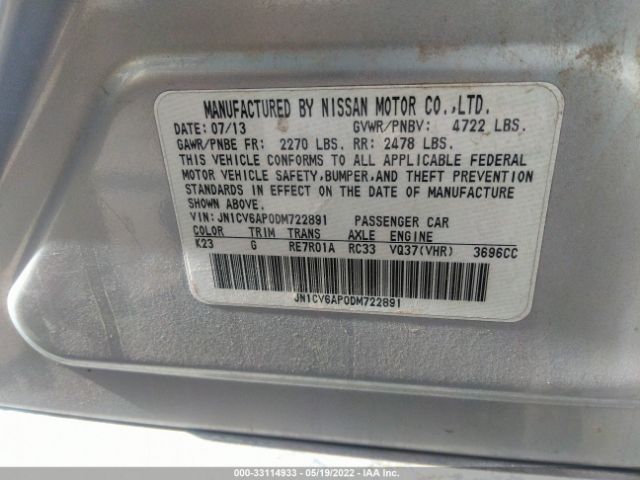 MANUFACTURED BY NISSAN MOTOR CO.,LTD.
DATE: 07/13 GVWR/PNBV: 4722 LBS.
GAWR/PNBE FR: 2270 LBS. RR: 2478 LBS.
THIS VEHICLE CONFORMS TO ALL APPLICABLE FEDERAL
MOTOR VEHICLE SAFETY,BUMPER,AND THEFT PREVENTION
STANDARDS IN EFFECT ON THE DATE OF MANUFACTURE
SHOWN ABOVE.
VIN: JN1CV6AP0DM722891 PASSENGER CAR
COLOR TRIM TRANS AXLE ENGINE
K23 G RE7R01A RC33 VQ37(VHR) 3696CC
JN1CV6AP0DM722891
000-33114933 - 05/19/2022 - IAAI.com